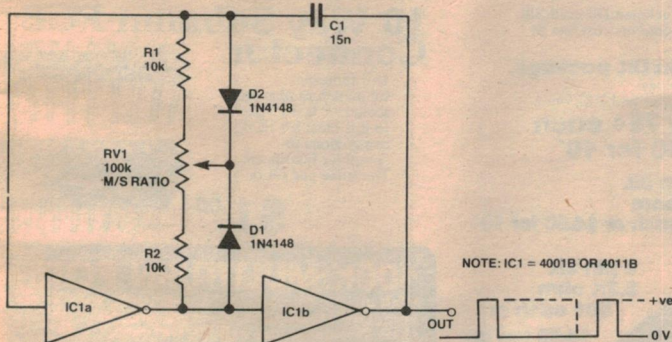 C1
15n
R1
10k
D2
1N4148
RV1
100k
M/S RATIO
D1
1N4148
R2
10k
NOTE: IC1 = 4001B OR 4011B
IC1a
IC1b
OUT
+ve
0 V